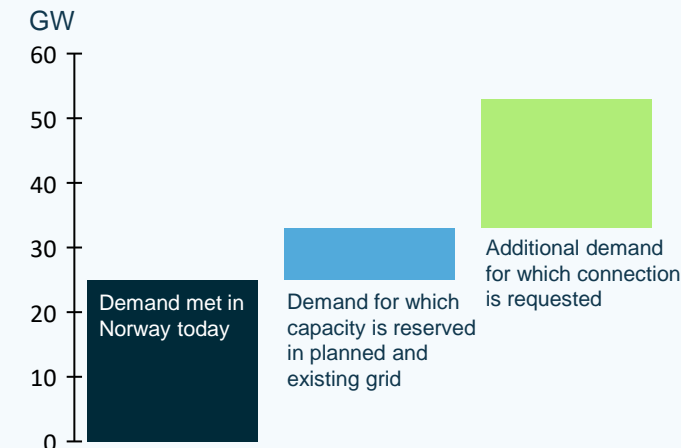 GW
60
50
40
30
20
10
0
Demand met in
Norway today
Demand for which
capacity is reserved
in planned and
existing grid
Additional demand
for which connection
is requested